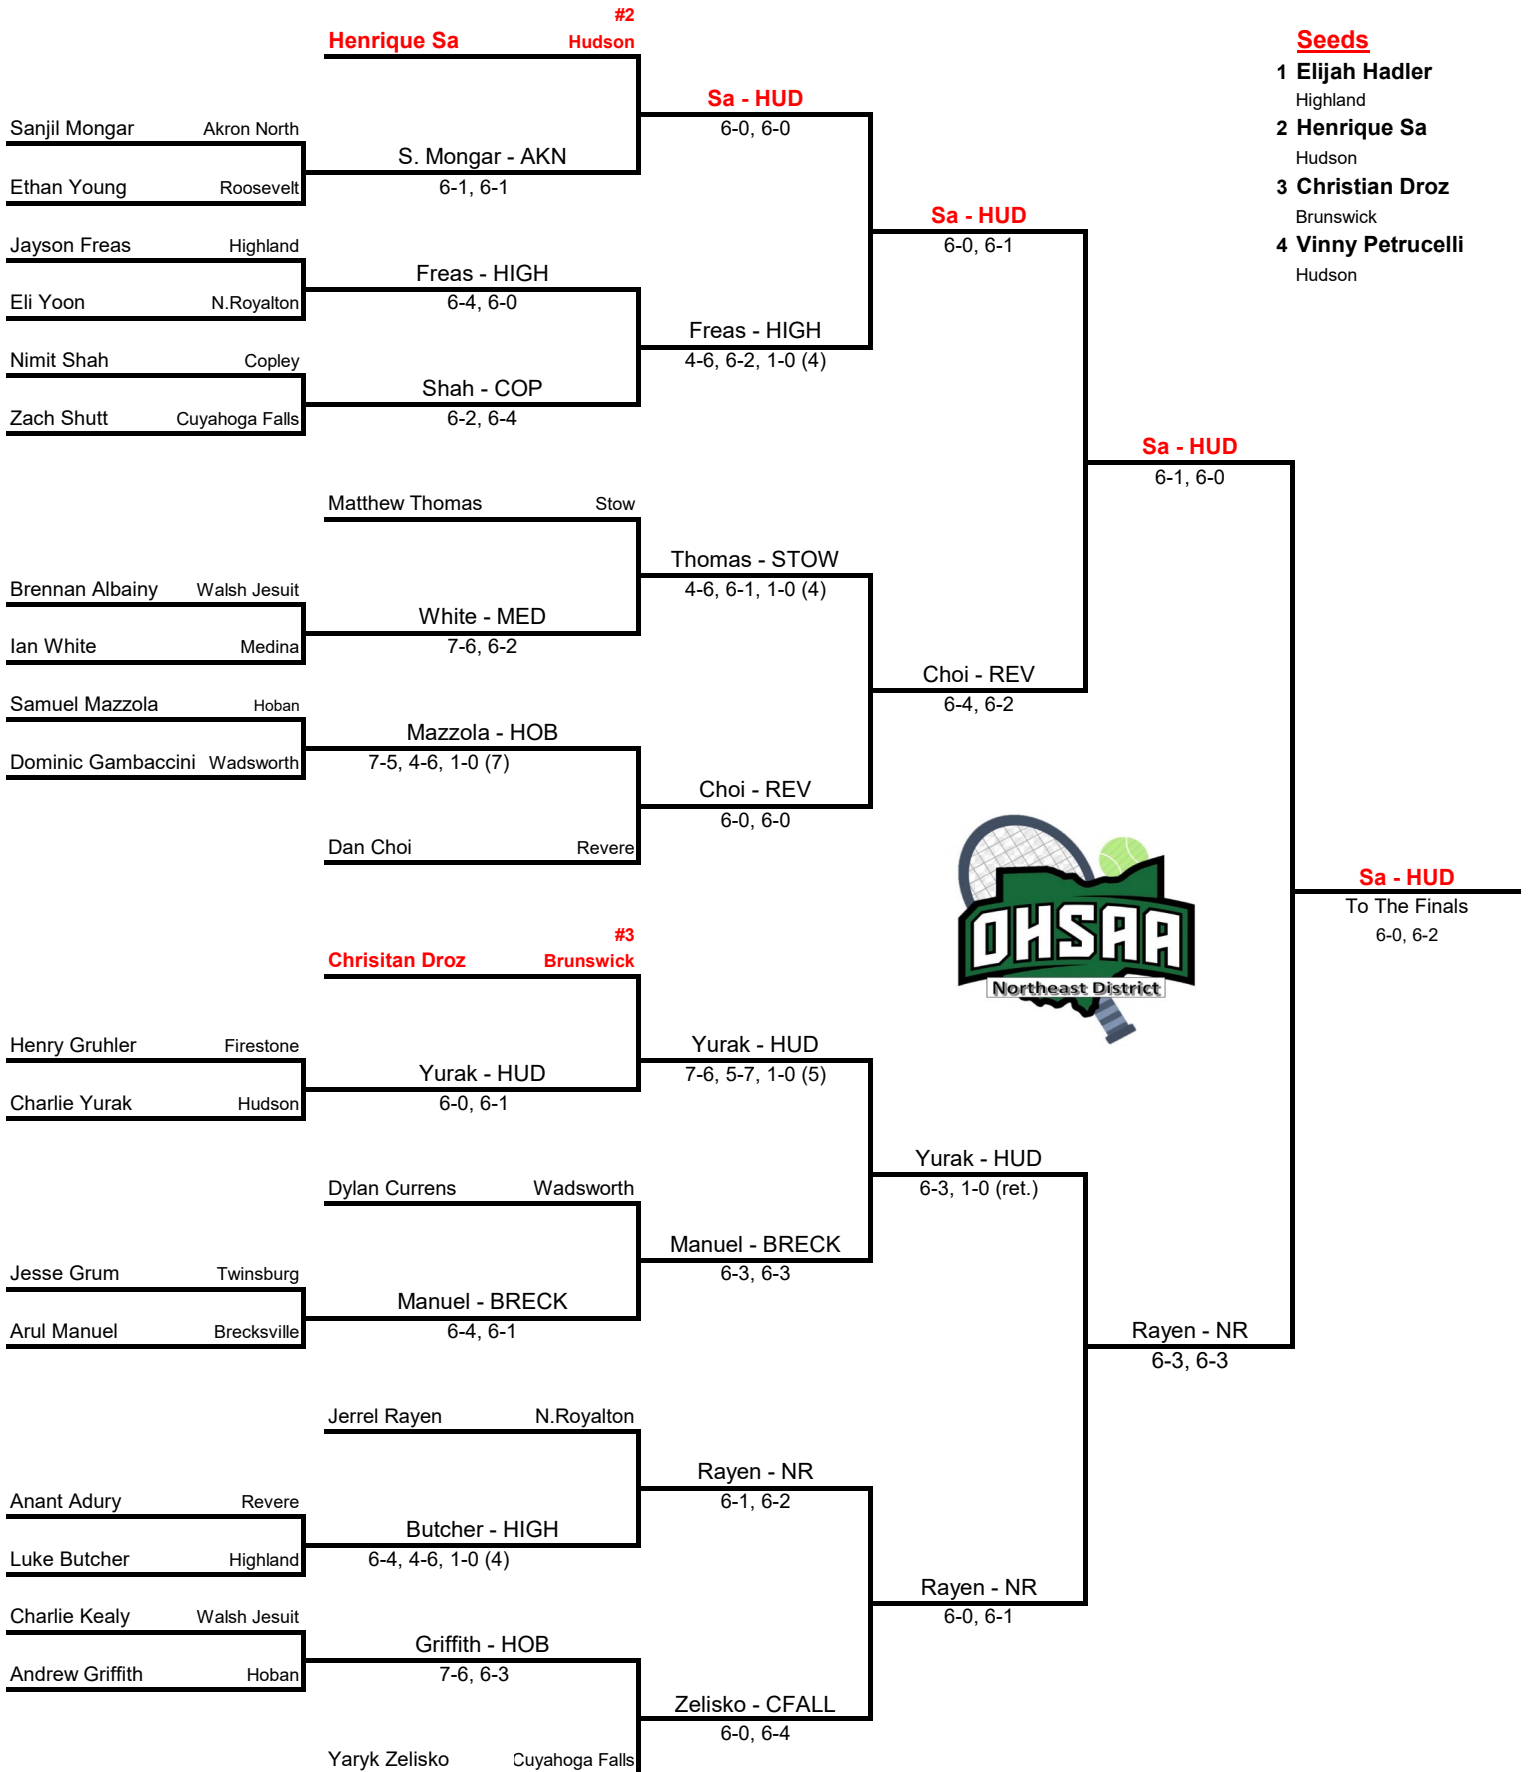 #2
Henrique Sa Hudson
Seeds
1 Elijah Hadler
Highland
2 Henrique Sa
Hudson
3 Christian Droz
Brunswick
4 Vinny Petrucelli
Hudson
Sa - HUD
6-0, 6-0
Sanjil Mongar Akron North
S. Mongar - AKN
6-1, 6-1
Ethan Young Roosevelt
Sa - HUD
6-0, 6-1
Jayson Freas Highland
Freas - HIGH
6-4, 6-0
Eli Yoon N.Royalton
Freas - HIGH
4-6, 6-2, 1-0 (4)
Nimit Shah Copley
Shah - COP
6-2, 6-4
Zach Shutt Cuyahoga Falls
Sa - HUD
6-1, 6-0
Matthew Thomas Stow
Thomas - STOW
4-6, 6-1, 1-0 (4)
Brennan Albainy Walsh Jesuit
White - MED
7-6, 6-2
Ian White Medina
Choi - REV
6-4, 6-2
Samuel Mazzola Hoban
Mazzola - HOB
7-5, 4-6, 1-0 (7)
Dominic Gambaccini Wadsworth
Choi - REV
6-0, 6-0
Dan Choi Revere
OHSAA
Northeast District
Sa - HUD
To The Finals
6-0, 6-2
#3
Chrisitan Droz Brunswick
Henry Gruhler Firestone
Yurak - HUD
7-6, 5-7, 1-0 (5)
Yurak - HUD
6-0, 6-1
Charlie Yurak Hudson
Yurak - HUD
6-3, 1-0 (ret.)
Dylan Currens Wadsworth
Manuel - BRECK
6-3, 6-3
Jesse Grum Twinsburg
Manuel - BRECK
6-4, 6-1
Arul Manuel Brecksville
Rayen - NR
6-3, 6-3
Jerrel Rayen N.Royalton
Rayen - NR
6-1, 6-2
Anant Adury Revere
Butcher - HIGH
6-4, 4-6, 1-0 (4)
Luke Butcher Highland
Rayen - NR
6-0, 6-1
Charlie Kealy Walsh Jesuit
Griffith - HOB
7-6, 6-3
Andrew Griffith Hoban
Zelisko - CFALL
6-0, 6-4
Yaryk Zelisko Cuyahoga Falls